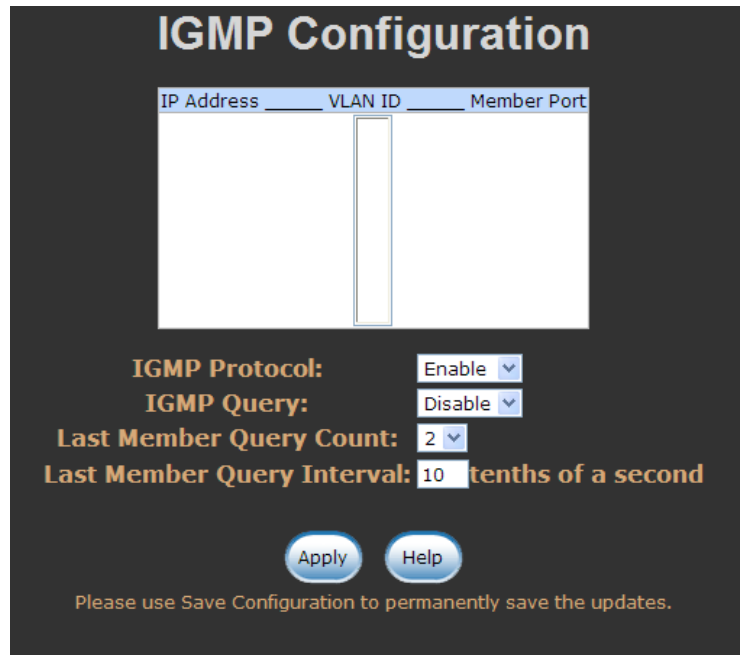 IGMP Configuration
IP Address ______ VLAN ID ______ Member Port
IGMP Protocol: Enable
IGMP Query: Disable
Last Member Query Count: 2
Last Member Query Interval: 10 tenths of a second
Apply Help
Please use Save Configuration to permanently save the updates.